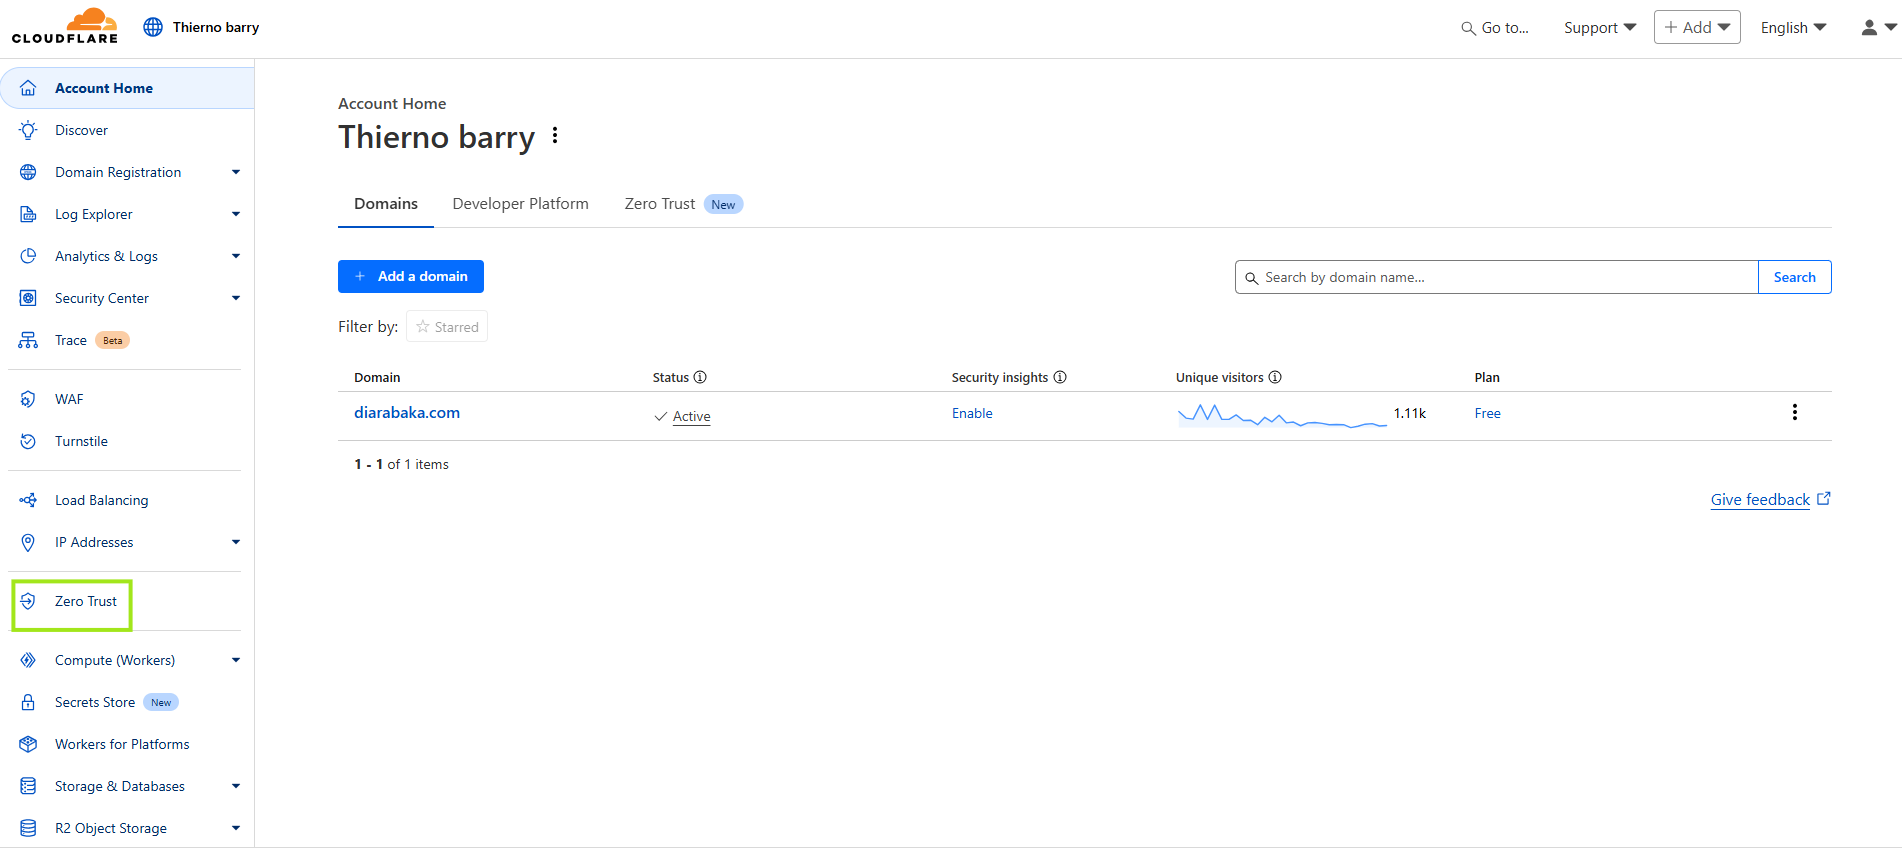 CLOUDFLARE
Thierno barry
Go to...
Support
+ Add
English
Account Home
Discover
Domain Registration
Log Explorer
Analytics & Logs
Security Center
Trace Beta
WAF
Turnstile
Load Balancing
IP Addresses
Zero Trust
Compute (Workers)
Secrets Store New
Workers for Platforms
Storage & Databases
R2 Object Storage
Account Home
Thierno barry
Domains Developer Platform Zero Trust New
+ Add a domain
Search by domain name... Search
Filter by: Starred
Domain Status Security insights Unique visitors Plan
diarabaka.com Active Enable 1.11k Free
1 - 1 of 1 items
Give feedback